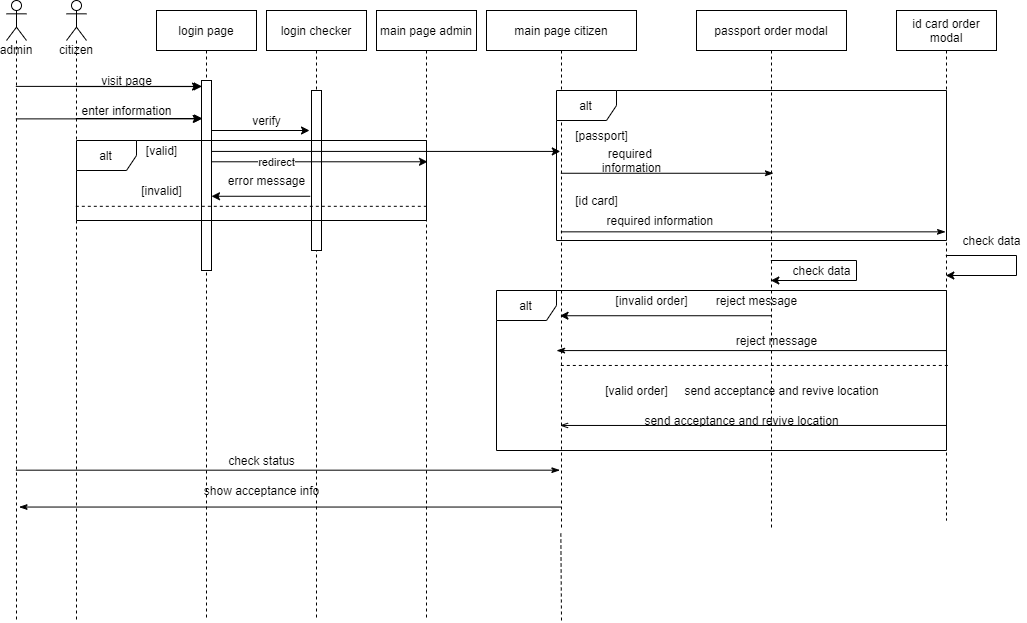 admin
citizen
login page
login checker
main page admin
main page citizen
passport order modal
id card order
modal
visit page
enter information
verify
alt
[valid]
redirect
error message
[invalid]
alt
[passport]
required
information
[id card]
required information
check data
check data
alt
[invalid order]
reject message
reject message
[valid order]
send acceptance and revive location
send acceptance and revive location
check status
show acceptance info